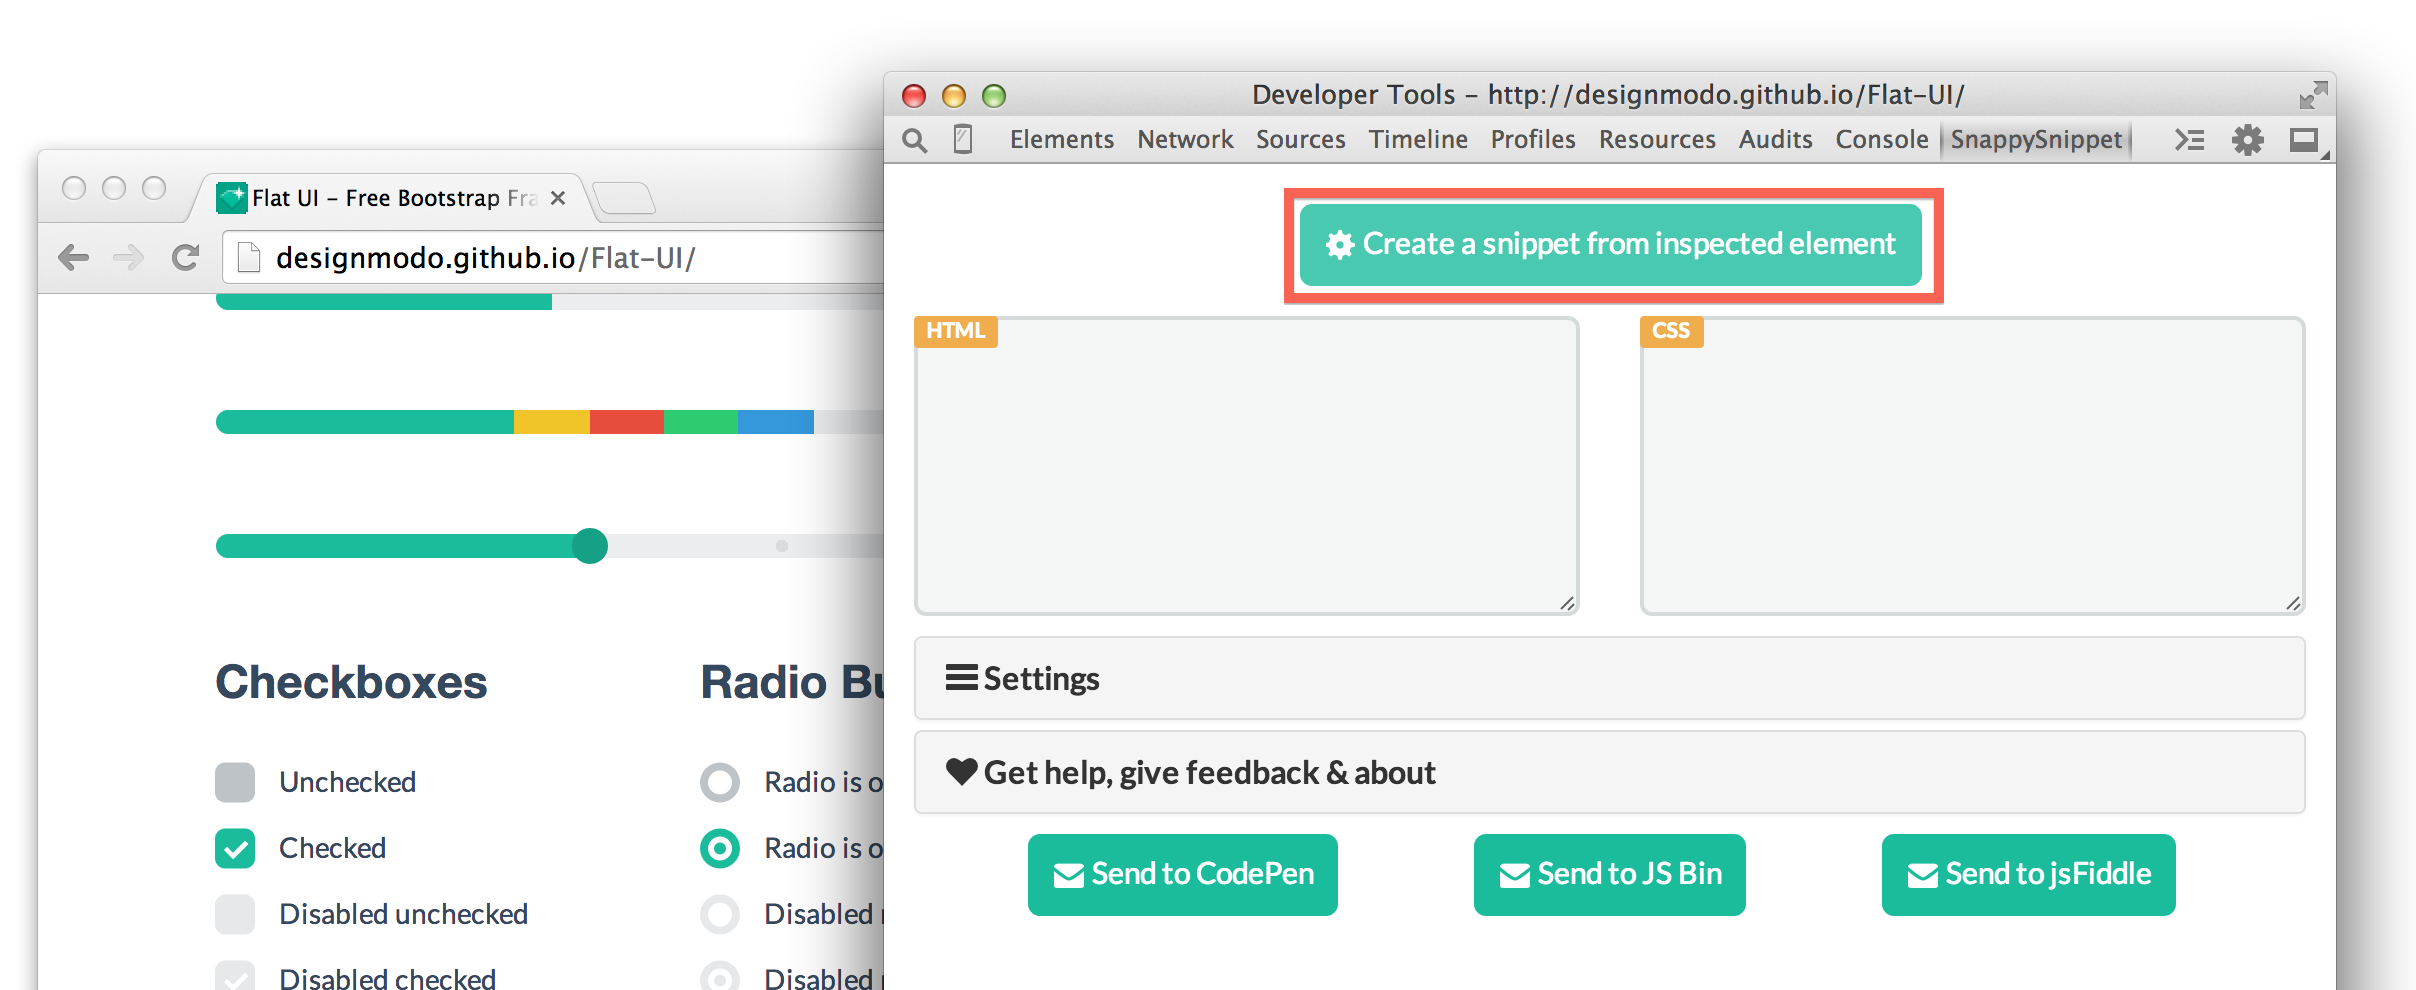 Flat UI – Free Bootstrap Fra
designmodo.github.io/Flat-UI/
Checkboxes
Unchecked
Checked
Disabled unchecked
Disabled checked
Radio Bu
Radio is o
Radio is o
Disabled
Disabled
Developer Tools – http://designmodo.github.io/Flat-UI/
Elements Network Sources Timeline Profiles Resources Audits Console SnappySnippet
Create a snippet from inspected element
HTML
CSS
Settings
Get help, give feedback & about
Send to CodePen
Send to JS Bin
Send to jsFiddle